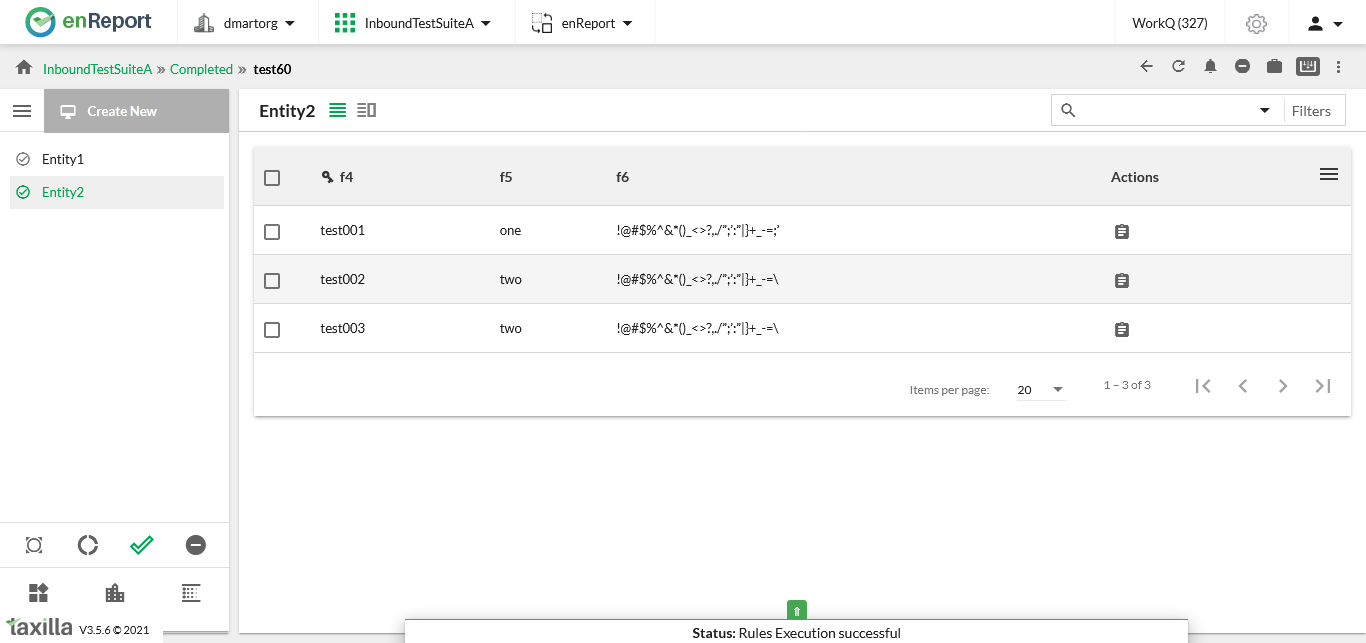 enReport dmartorg InboundTestSuiteA enReport WorkQ (327)
InboundTestSuiteA » Completed » test60
Create New
Entity2
Filters
Entity1
Entity2
f4 f5 f6 Actions
test001 one !@#$%^&*()_<>?,./”;’:”|}+_-=;’
test002 two !@#$%^&*()_<>?,./”;’:”|}+_-=\
test003 two !@#$%^&*()_<>?,./”;’:”|}+_-=\
Items per page: 20 1 – 3 of 3
taxilla V3.5.6 © 2021
Status: Rules Execution successful